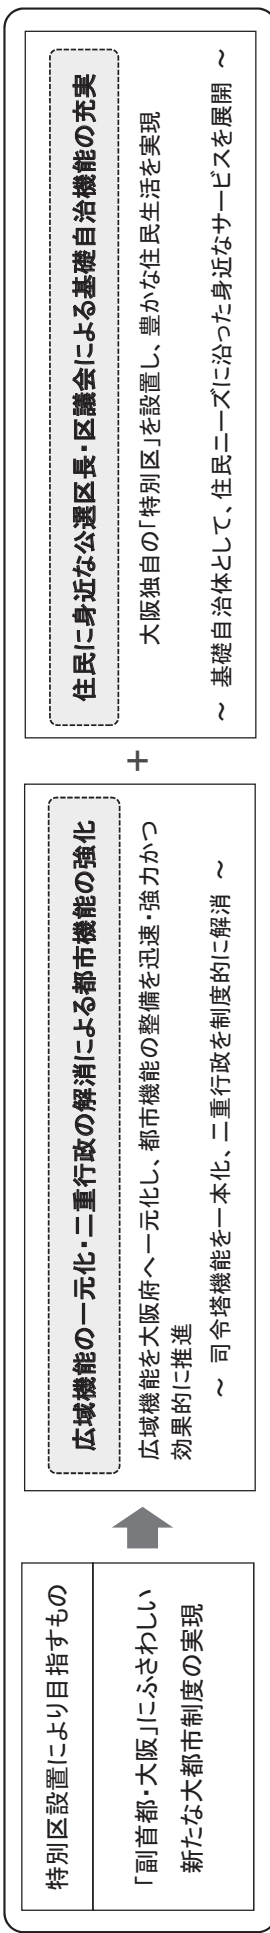 特別区設置により目指すもの
「副首都・大阪」にふさわしい
新たな大都市制度の実現
広域機能の一元化・二重行政の解消による都市機能の強化
広域機能を大阪府へ一元化し、都市機能の整備を迅速・強力かつ
効果的に推進
~ 司令塔機能を一本化、二重行政を制度的に解消 ~
+
住民に身近な公選区長・区議会による基礎自治機能の充実
大阪独自の「特別区」を設置し、豊かな住民生活を実現
~ 基礎自治体として、住民ニーズに沿った身近なサービスを展開 ~